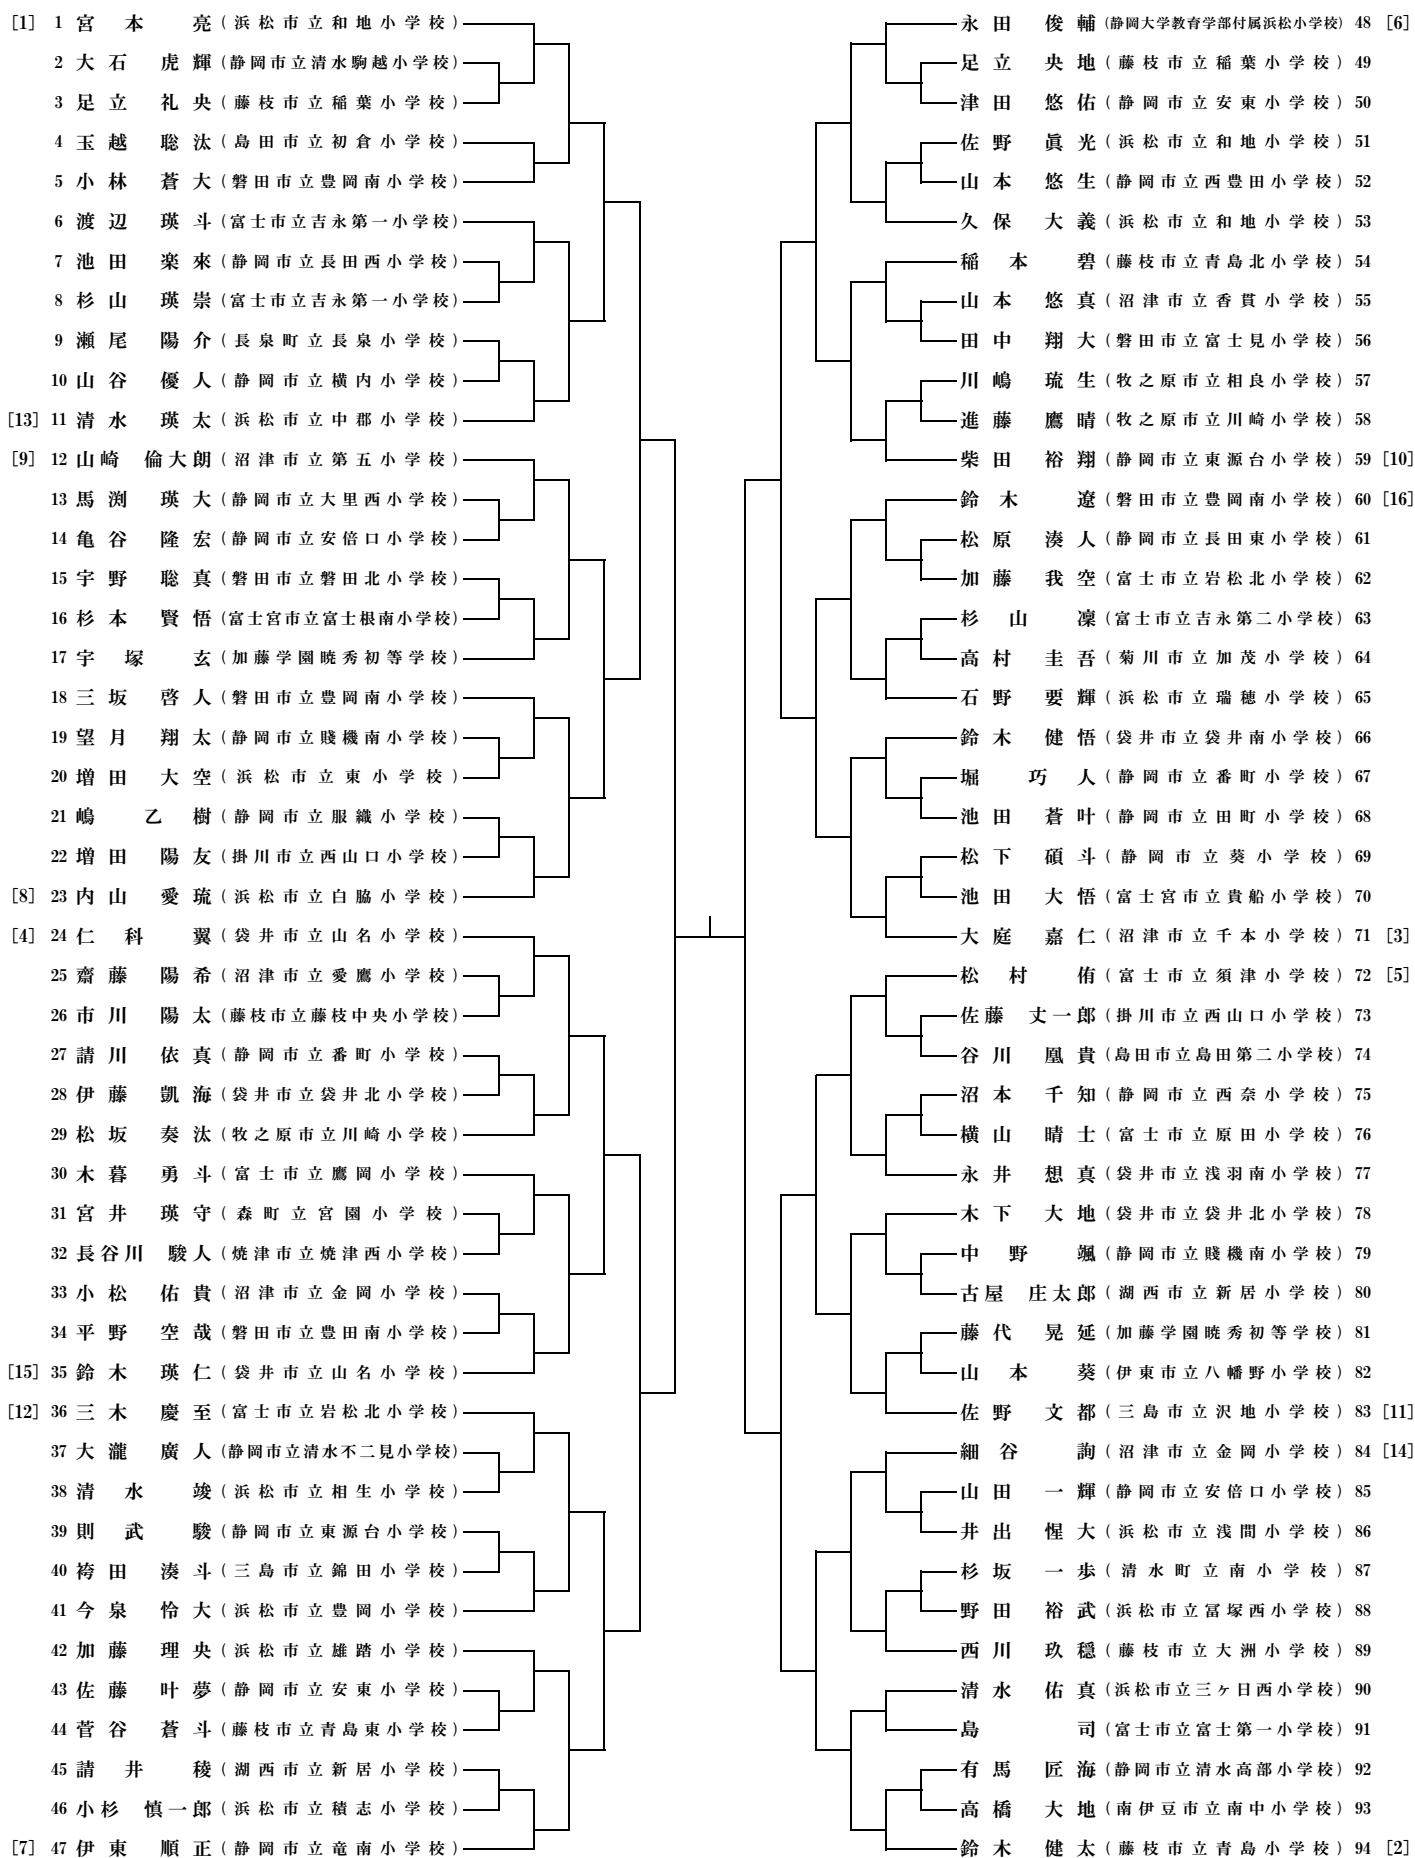 [1] 1 宮本 亮 (浜松市立和地小学校)
2 大石 虎輝 (静岡市立清水駒越小学校)
3 足立 礼央 (藤枝市立稲葉小学校)
4 玉越 聡汰 (島田市立初倉小学校)
5 小林 蒼大 (磐田市立豊岡南小学校)
6 渡辺 瑛斗 (富士市立吉永第一小学校)
7 池田 楽來 (静岡市立長田西小学校)
8 杉山 瑛崇 (富士市立吉永第一小学校)
9 瀬尾 陽介 (長泉町立長泉小学校)
10 山谷 優人 (静岡市立横内小学校)
[13] 11 清水 瑛太 (浜松市立中郡小学校)
[9] 12 山崎 倫大朗 (沼津市立第五小学校)
13 馬渕 瑛大 (静岡市立大里西小学校)
14 亀谷 隆宏 (静岡市立安倍口小学校)
15 宇野 聡真 (磐田市立磐田北小学校)
16 杉本 賢悟 (富士宮市立富士根南小学校)
17 宇塚 玄 (加藤学園暁秀初等学校)
18 三坂 啓人 (磐田市立豊岡南小学校)
19 望月 翔太 (静岡市立賤機南小学校)
20 増田 大空 (浜松市立東小学校)
21 嶋 乙樹 (静岡市立服織小学校)
22 増田 陽友 (掛川市立西山口小学校)
[8] 23 内山 愛琉 (浜松市立白脇小学校)
[4] 24 仁科 翼 (袋井市立山名小学校)
25 齋藤 陽希 (沼津市立愛鷹小学校)
26 市川 陽太 (藤枝市立藤枝中央小学校)
27 請川 依真 (静岡市立番町小学校)
28 伊藤 凱海 (袋井市立袋井北小学校)
29 松坂 奏汰 (牧之原市立川崎小学校)
30 木暮 勇斗 (富士市立鷹岡小学校)
31 宮井 瑛守 (森町立宮園小学校)
32 長谷川 駿人 (焼津市立焼津西小学校)
33 小松 佑貴 (沼津市立金岡小学校)
34 平野 空哉 (磐田市立豊田南小学校)
[15] 35 鈴木 瑛仁 (袋井市立山名小学校)
[12] 36 三木 慶至 (富士市立岩松北小学校)
37 大瀧 廣人 (静岡市立清水不二見小学校)
38 清水 竣 (浜松市立相生小学校)
39 則武 駿 (静岡市立東源台小学校)
40 袴田 湊斗 (三島市立錦田小学校)
41 今泉 怜大 (浜松市立豊岡小学校)
42 加藤 理央 (浜松市立雄踏小学校)
43 佐藤 叶夢 (静岡市立安東小学校)
44 菅谷 蒼斗 (藤枝市立青島東小学校)
45 請井 稜 (湖西市立新居小学校)
46 小杉 慎一郎 (浜松市立積志小学校)
[7] 47 伊東 順正 (静岡市立竜南小学校)
永田 俊輔 (静岡大学教育学部付属浜松小学校) 48 [6]
足立 央地 (藤枝市立稲葉小学校) 49
津田 悠佑 (静岡市立安東小学校) 50
佐野 眞光 (浜松市立和地小学校) 51
山本 悠生 (静岡市立西豊田小学校) 52
久保 大義 (浜松市立和地小学校) 53
稲本 碧 (藤枝市立青島北小学校) 54
山本 悠真 (沼津市立香貫小学校) 55
田中 翔大 (磐田市立富士見小学校) 56
川嶋 琉生 (牧之原市立相良小学校) 57
進藤 鷹晴 (牧之原市立川崎小学校) 58
柴田 裕翔 (静岡市立東源台小学校) 59 [10]
鈴木 遼 (磐田市立豊岡南小学校) 60 [16]
松原 湊人 (静岡市立長田東小学校) 61
加藤 我空 (富士市立岩松北小学校) 62
杉山 凜 (富士市立吉永第二小学校) 63
高村 圭吾 (菊川市立加茂小学校) 64
石野 要輝 (浜松市立瑞穂小学校) 65
鈴木 健悟 (袋井市立袋井南小学校) 66
堀 巧人 (静岡市立番町小学校) 67
池田 蒼叶 (静岡市立田町小学校) 68
松下 碩斗 (静岡市立葵小学校) 69
池田 大悟 (富士宮市立貴船小学校) 70
大庭 嘉仁 (沼津市立千本小学校) 71 [3]
松村 侑 (富士市立須津小学校) 72 [5]
佐藤 丈一郎 (掛川市立西山口小学校) 73
谷川 凰貴 (島田市立島田第二小学校) 74
沼本 千知 (静岡市立西奈小学校) 75
横山 晴士 (富士市立原田小学校) 76
永井 想真 (袋井市立浅羽南小学校) 77
木下 大地 (袋井市立袋井北小学校) 78
中野 颯 (静岡市立賤機南小学校) 79
古屋 庄太郎 (湖西市立新居小学校) 80
藤代 晃延 (加藤学園暁秀初等学校) 81
山本 葵 (伊東市立八幡野小学校) 82
佐野 文都 (三島市立沢地小学校) 83 [11]
細谷 詢 (沼津市立金岡小学校) 84 [14]
山田 一輝 (静岡市立安倍口小学校) 85
井出 惺大 (浜松市立浅間小学校) 86
杉坂 一歩 (清水町立南小学校) 87
野田 裕武 (浜松市立冨塚西小学校) 88
西川 玖穏 (藤枝市立大洲小学校) 89
清水 佑真 (浜松市立三ヶ日西小学校) 90
島 司 (富士市立富士第一小学校) 91
有馬 匠海 (静岡市立清水高部小学校) 92
高橋 大地 (南伊豆市立南中小学校) 93
鈴木 健太 (藤枝市立青島小学校) 94 [2]